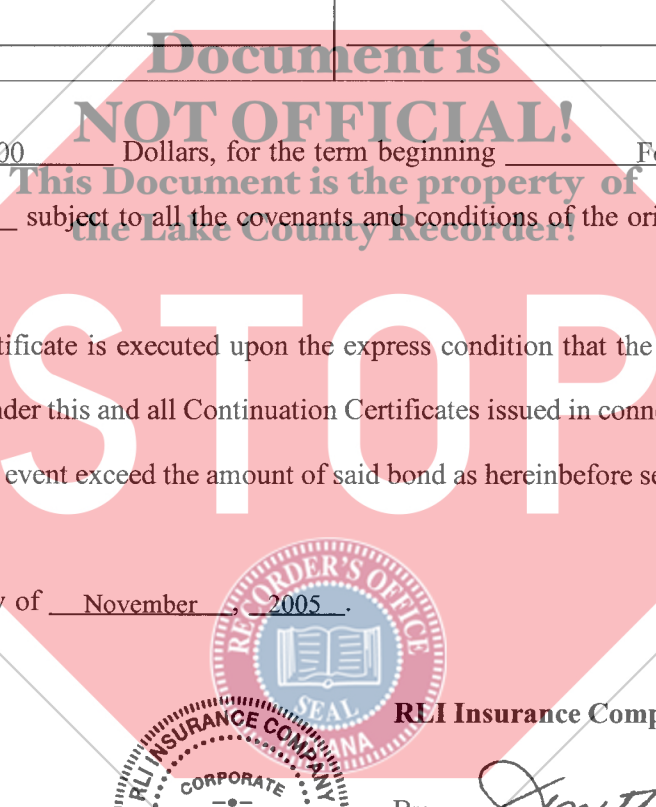 Document is
NOT OFFICIAL!
00 Dollars, for the term beginning
This Document is the property of
subject to all the covenants and conditions of the ori
the Lake County Recorder!
STOP
tificate is executed upon the express condition that the
nder this and all Continuation Certificates issued in conn
event exceed the amount of said bond as hereinbefore se
y of November, 2005.
RECORDER'S OFFICE
SEAL
RLI Insurance Comp
RLI INSURANCE COMPANY
CORPORATE